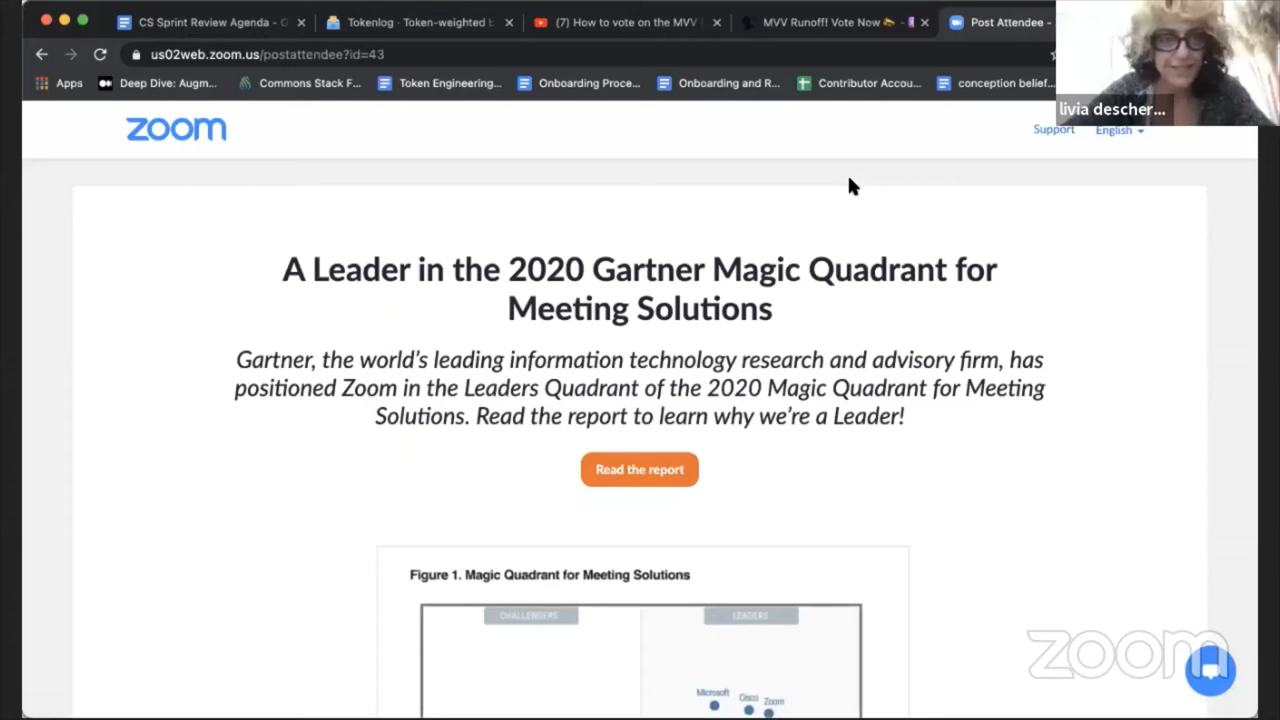 CS Sprint Review Agenda - G
Tokenlog · Token-weighted b
(7) How to vote on the MVV
MVV Runoff! Vote Now
Post Attendee -
us02web.zoom.us/postattendee?id=43
Apps
Deep Dive: Augm...
Commons Stack F...
Token Engineering...
Onboarding Proce...
Onboarding and R...
Contributor Accou...
conception belief...
livia descher...
zoom
Support
English
A Leader in the 2020 Gartner Magic Quadrant for
Meeting Solutions
Gartner, the world's leading information technology research and advisory firm, has
positioned Zoom in the Leaders Quadrant of the 2020 Magic Quadrant for Meeting
Solutions. Read the report to learn why we're a Leader!
Read the report
Figure 1. Magic Quadrant for Meeting Solutions
CHALLENGERS
LEADERS
Microsoft
Cisco
Zoom
zoom